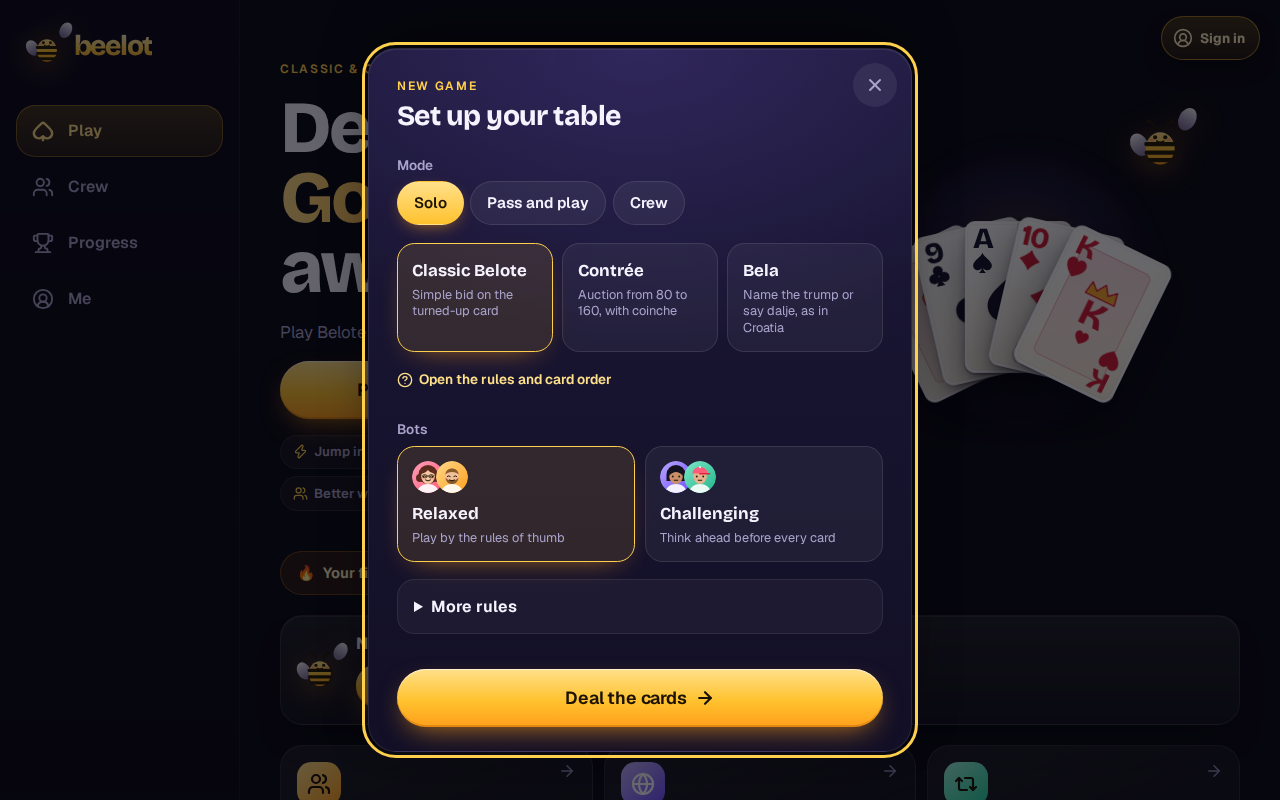 beelot
Sign in
Play
Crew
Progress
Me
CLASSIC &
De
Go
aw
Play Belote
Jump in
Better w
Your fi
NEW GAME
Set up your table
Mode
Solo
Pass and play
Crew
Classic Belote
Simple bid on the
turned-up card
Contrée
Auction from 80 to
160, with coinche
Bela
Name the trump or
say dalje, as in
Croatia
Open the rules and card order
Bots
Relaxed
Play by the rules of thumb
Challenging
Think ahead before every card
More rules
Deal the cards
9
A
10
K
K
K